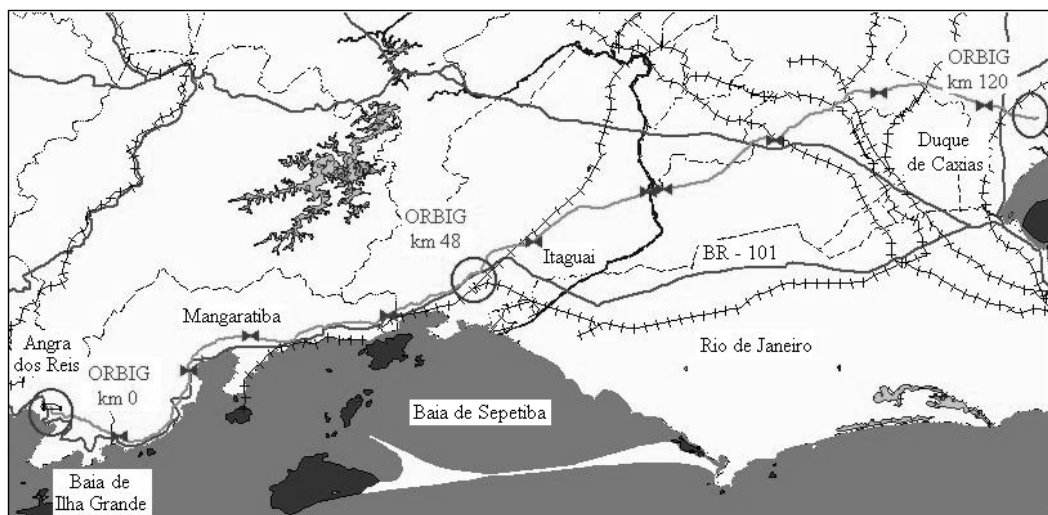 ORBIG
km 120
Duque
de Caxias
ORBIG
km 48
Itaguai
BR - 101
Mangaratiba
Rio de Janeiro
Angra
dos Reis
ORBIG
km 0
Baia de Sepetiba
Baia de
Ilha Grande